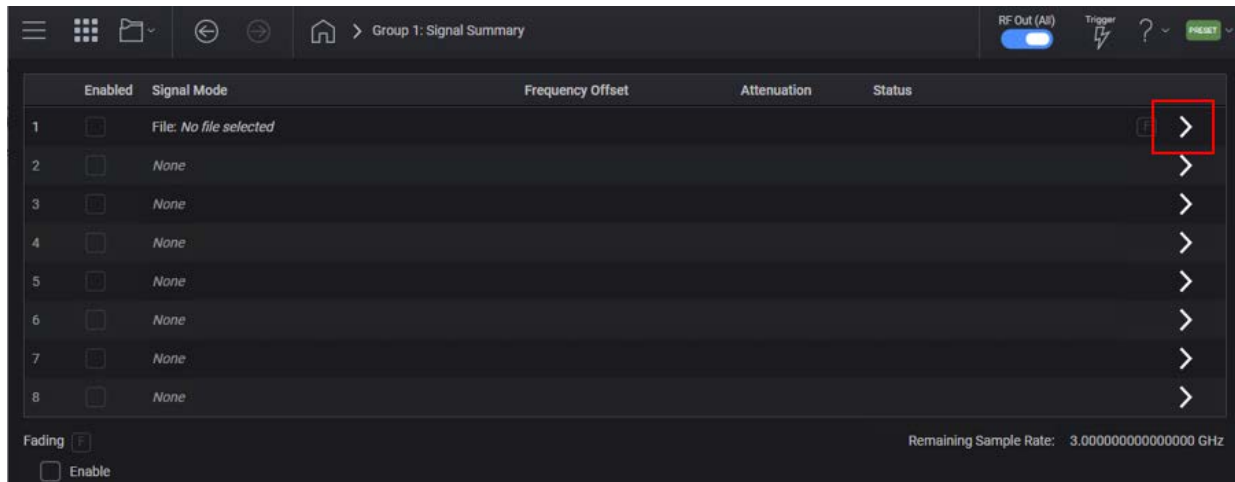 Group 1: Signal Summary
RF Out (All)
Trigger
?
PRESET
Enabled Signal Mode Frequency Offset Attenuation Status
1 File: No file selected F
2 None
3 None
4 None
5 None
6 None
7 None
8 None
Fading F Remaining Sample Rate: 3.000000000000000 GHz
Enable